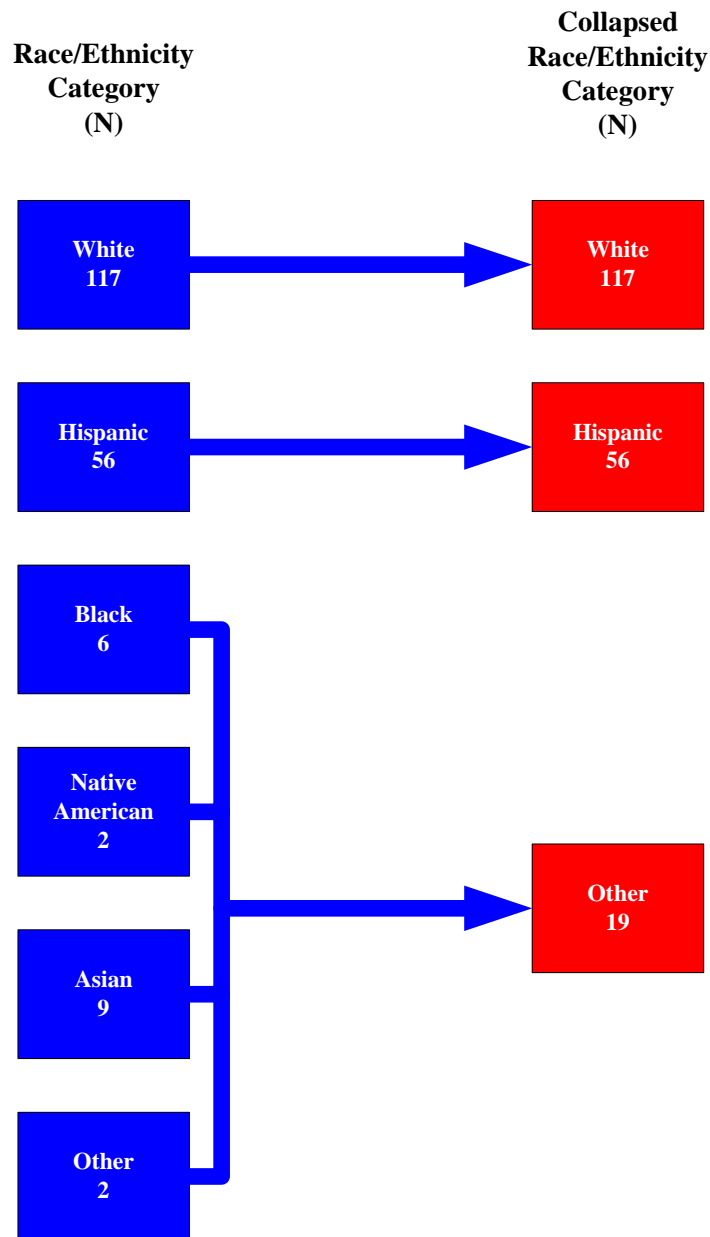 Race/Ethnicity
Category
(N)
Collapsed
Race/Ethnicity
Category
(N)
White
117
White
117
Hispanic
56
Hispanic
56
Black
6
Native
American
2
Other
19
Asian
9
Other
2